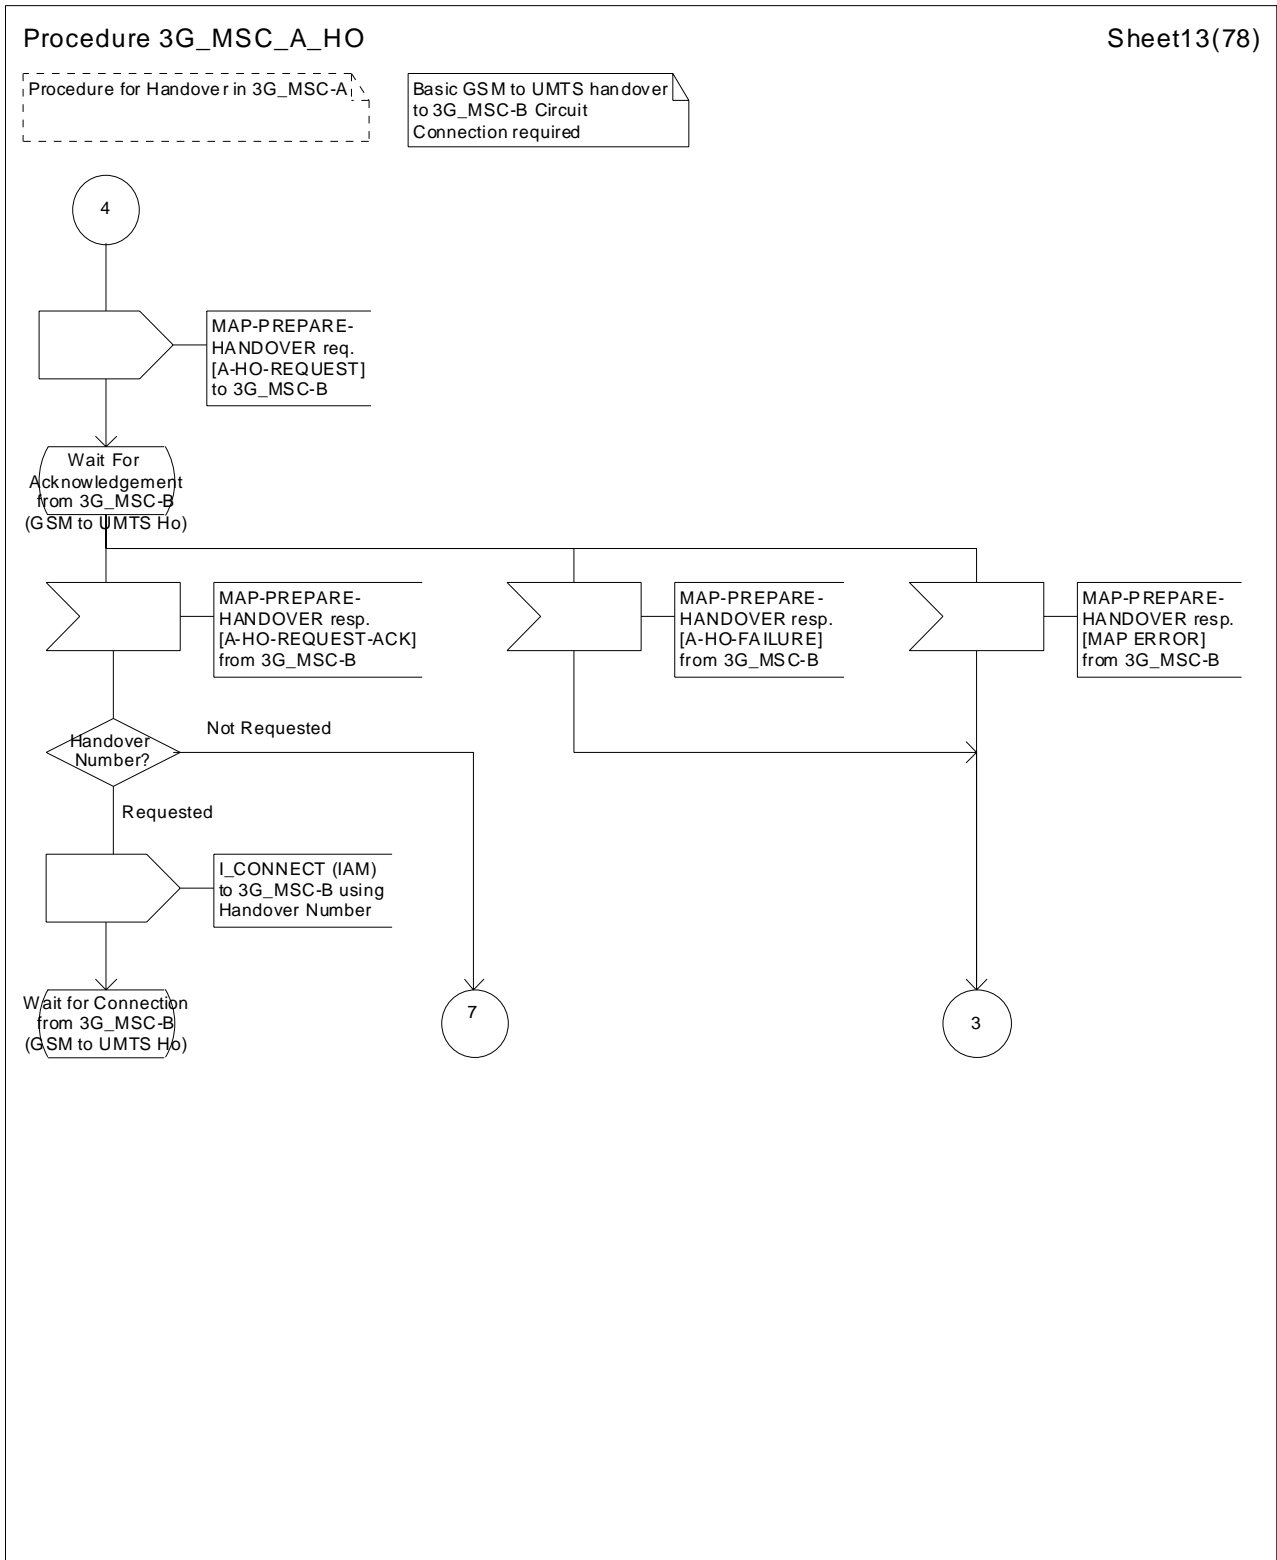 Procedure 3G_MSC_A_HO
Sheet13(78)
Procedure for Handover in 3G_MSC-A
Basic GSM to UMTS handover
to 3G_MSC-B Circuit
Connection required
4
MAP-PREPARE-
HANDOVER req.
[A-HO-REQUEST]
to 3G_MSC-B
Wait For
Acknowledgement
from 3G_MSC-B
(GSM to UMTS Ho)
MAP-PREPARE-
HANDOVER resp.
[A-HO-REQUEST-ACK]
from 3G_MSC-B
MAP-PREPARE-
HANDOVER resp.
[A-HO-FAILURE]
from 3G_MSC-B
MAP-PREPARE-
HANDOVER resp.
[MAP ERROR]
from 3G_MSC-B
Handover
Number?
Not Requested
Requested
I_CONNECT (IAM)
to 3G_MSC-B using
Handover Number
Wait for Connection
from 3G_MSC-B
(GSM to UMTS Ho)
7
3